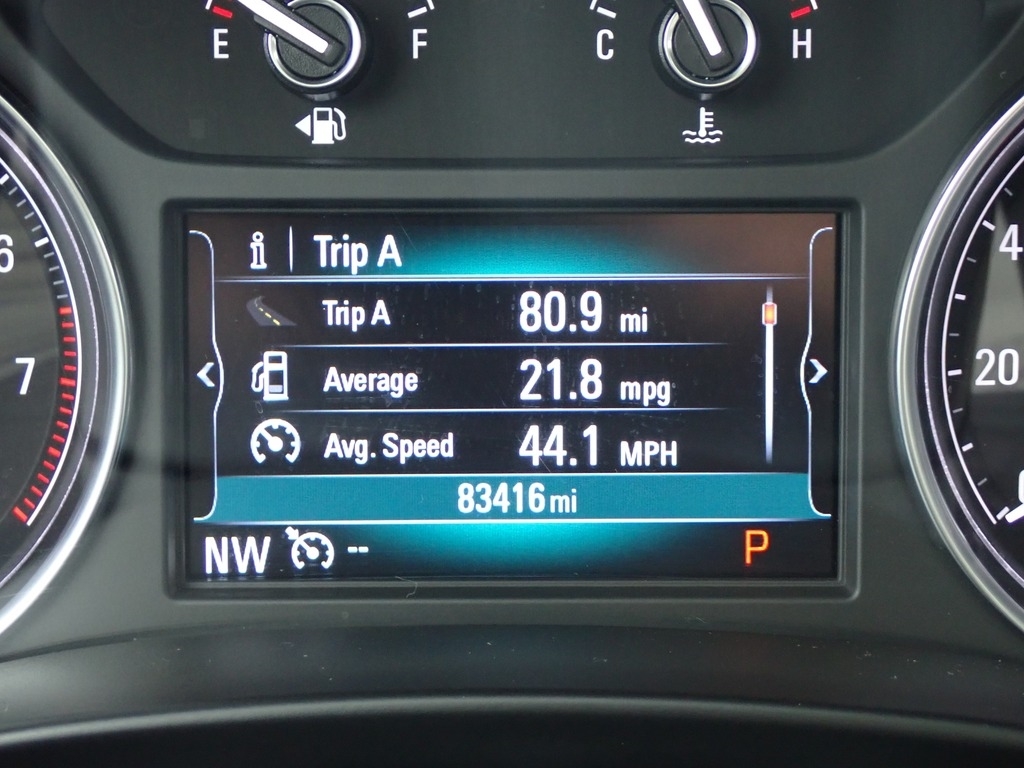 E F C H
i Trip A
6 Trip A 80.9 mi 4
7 Average 21.8 mpg 20
Avg. Speed 44.1 MPH
83416 mi
NW -- P